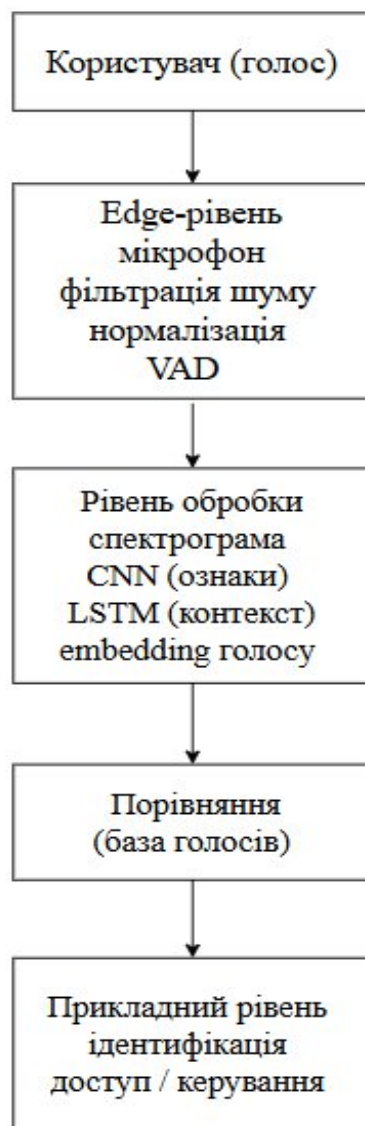 Користувач (голос)
Edge-рівень
мікрофон
фільтрація шуму
нормалізація
VAD
Рівень обробки
спектрограма
CNN (ознаки)
LSTM (контекст)
embedding голосу
Порівняння
(база голосів)
Прикладний рівень
ідентифікація
доступ / керування